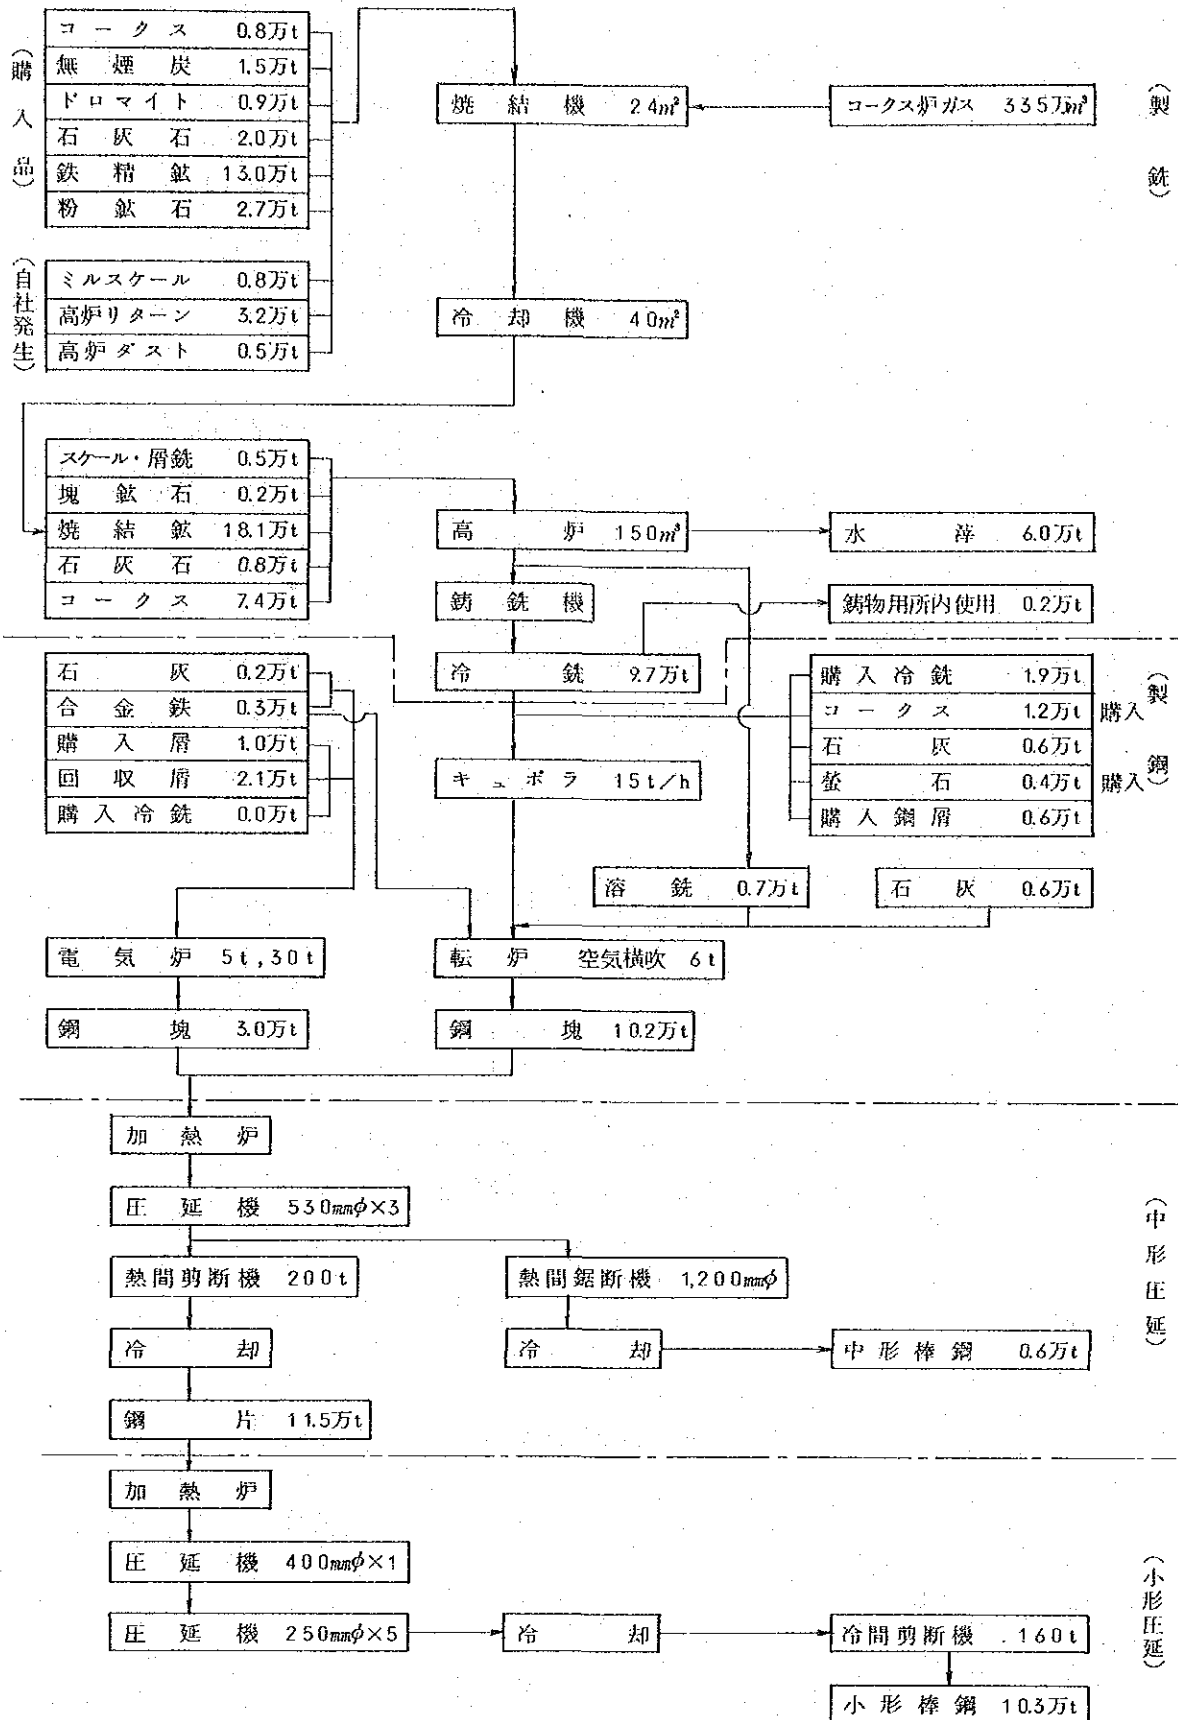 (購入品)
コークス 0.8万t
無煙炭 1.5万t
ドロマイト 0.9万t
石灰石 2.0万t
鉄精鉱 13.0万t
粉鉱石 2.7万t
焼結機 24m²
コークス炉ガス 335万m³
(製銑)
(自社発生)
ミルスケール 0.8万t
高炉リターン 3.2万t
高炉ダスト 0.5万t
冷却機 40m²
スケール・屑銑 0.5万t
塊鉱石 0.2万t
焼結鉱 18.1万t
石灰石 0.8万t
コークス 7.4万t
高炉 150m³
水滓 6.0万t
鋳銑機
鋳物用所内使用 0.2万t
冷銑 9.7万t
石灰 0.2万t
合金鉄 0.3万t
購入屑 1.0万t
回収屑 2.1万t
購入冷銑 0.0万t
購入冷銑 1.9万t
コークス 1.2万t 購入
石灰 0.6万t
螢石 0.4万t 購入
購入鋼屑 0.6万t
(製鋼)
キュポラ 15t/h
溶銑 0.7万t
石灰 0.6万t
電気炉 5t,30t
転炉 空気横吹 6t
鋼塊 3.0万t
鋼塊 10.2万t
加熱炉
圧延機 530mmφ×3
熱間剪断機 200t
熱間鋸断機 1,200mmφ
冷却
冷却
中形棒鋼 0.6万t
鋼片 11.5万t
(中形圧延)
加熱炉
圧延機 400mmφ×1
圧延機 250mmφ×5
冷却
冷間剪断機 160t
小形棒鋼 10.3万t
(小形圧延)